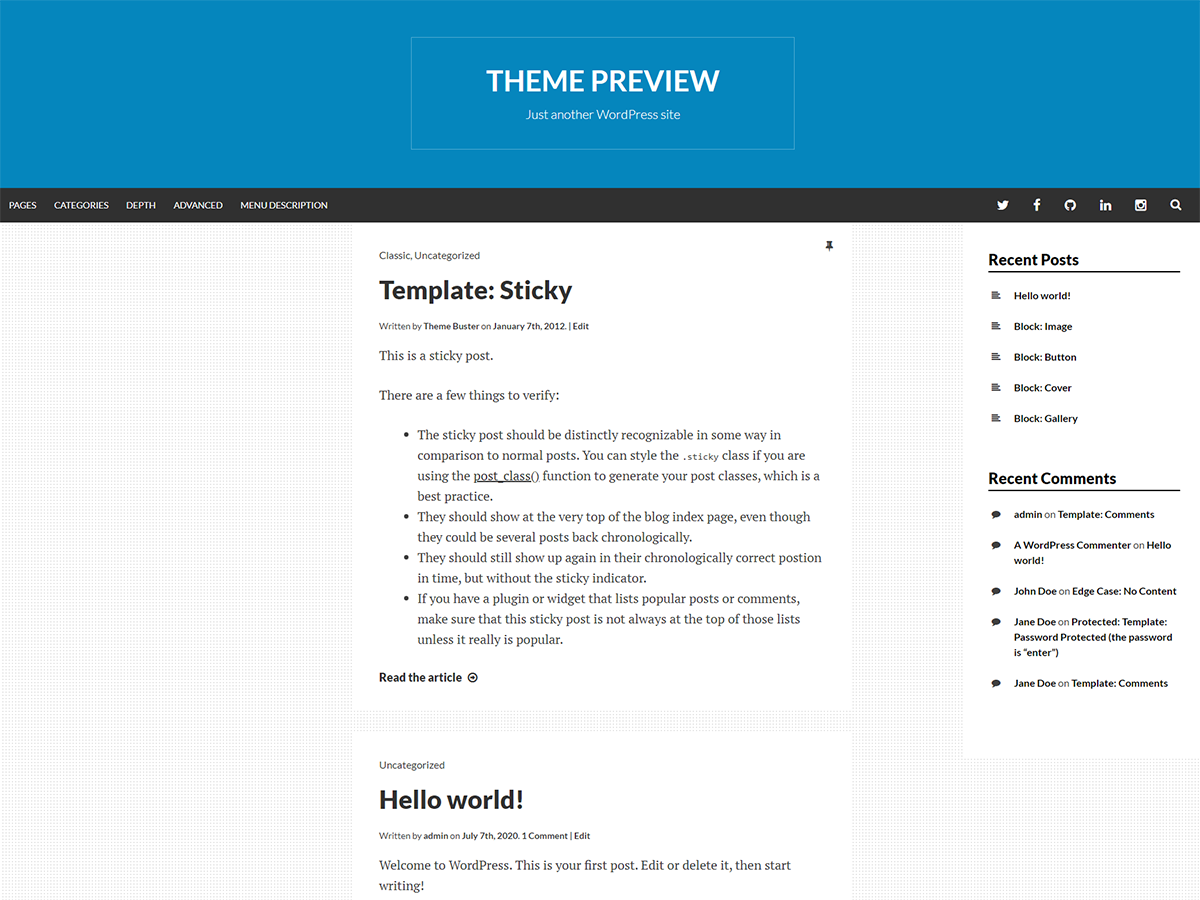 THEME PREVIEW
Just another WordPress site
PAGES CATEGORIES DEPTH ADVANCED MENU DESCRIPTION
Classic, Uncategorized
Template: Sticky
Written by Theme Buster on January 7th, 2012. | Edit
This is a sticky post.
There are a few things to verify:
The sticky post should be distinctly recognizable in some way in
comparison to normal posts. You can style the .sticky class if you are
using the post_class() function to generate your post classes, which is a
best practice.
They should show at the very top of the blog index page, even though
they could be several posts back chronologically.
They should still show up again in their chronologically correct postion
in time, but without the sticky indicator.
If you have a plugin or widget that lists popular posts or comments,
make sure that this sticky post is not always at the top of those lists
unless it really is popular.
Read the article
Uncategorized
Hello world!
Written by admin on July 7th, 2020. 1 Comment | Edit
Welcome to WordPress. This is your first post. Edit or delete it, then start
writing!
Recent Posts
Hello world!
Block: Image
Block: Button
Block: Cover
Block: Gallery
Recent Comments
admin on Template: Comments
A WordPress Commenter on Hello
world!
John Doe on Edge Case: No Content
Jane Doe on Protected: Template:
Password Protected (the password
is “enter”)
Jane Doe on Template: Comments